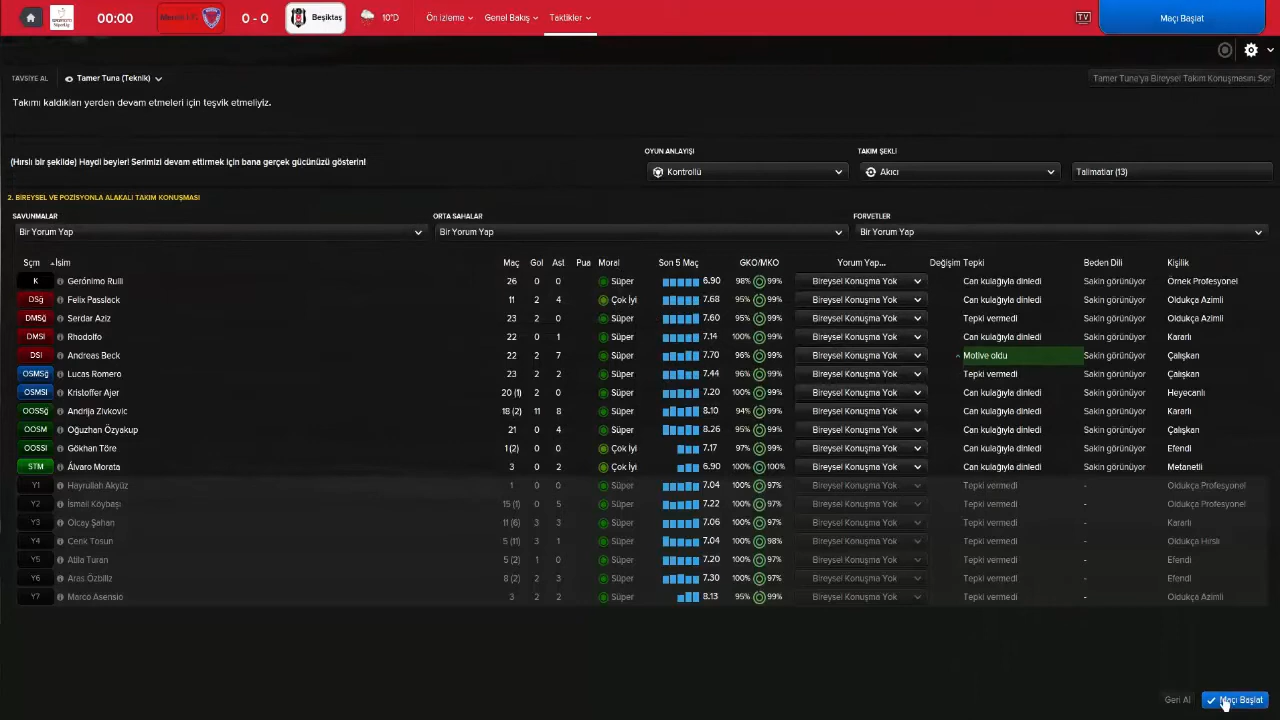 00:00 Mersin İ.Y. 0 - 0 Beşiktaş 10°D Ön İzleme Genel Bakış Taktikler TV Maçı Başlat
TAVSİYE AL Tamer Tuna (Teknik) Tamer Tuna'ya Bireysel Takım Konuşmasını Sor
Takımı kaldıkları yerden devam etmeleri için teşvik etmeliyiz.
OYUN ANLAYIŞI TAKIM ŞEKLİ
(Hırslı bir şekilde) Haydi beyler! Serimizi devam ettirmek için bana gerçek gücünüzü gösterin!
Kontrollü Akıcı Talimatlar (13)
2. BİREYSEL VE POZİSYONLA ALAKALI TAKIM KONUŞMASI
SAVUNMALAR ORTA SAHALAR FORVETLER
Bir Yorum Yap Bir Yorum Yap Bir Yorum Yap
Sçm İsim Maç Gol Ast Pua Moral Son 5 Maç GKO/MKO Yorum Yap... Değişim Tepki Beden Dili Kişilik
K Gerónimo Rulli 26 0 0 Süper 6.90 98% 99% Bireysel Konuşma Yok Can kulağıyla dinledi Sakin görünüyor Örnek Profesyonel
DSğ Felix Passlack 11 2 4 Çok İyi 7.68 95% 99% Bireysel Konuşma Yok Can kulağıyla dinledi Sakin görünüyor Oldukça Azimli
DMSğ Serdar Aziz 23 2 0 Süper 7.60 95% 99% Bireysel Konuşma Yok Tepki vermedi Sakin görünüyor Oldukça Azimli
DMSl Rhodolfo 22 0 1 Süper 7.14 95% 99% Bireysel Konuşma Yok Can kulağıyla dinledi Sakin görünüyor Kararlı
DSl Andreas Beck 22 2 7 Süper 7.70 96% 99% Bireysel Konuşma Yok Motive oldu Sakin görünüyor Çalışkan
OSMSğ Lucas Romero 23 2 2 Süper 7.44 96% 99% Bireysel Konuşma Yok Tepki vermedi Sakin görünüyor Çalışkan
OSMSl Kristoffer Ajer 20 (1) 2 0 Süper 7.20 96% 99% Bireysel Konuşma Yok Can kulağıyla dinledi Sakin görünüyor Heyecanlı
OOSSğ Andrija Zivkovic 18 (2) 11 8 Süper 8.10 94% 99% Bireysel Konuşma Yok Can kulağıyla dinledi Sakin görünüyor Kararlı
OOSM Oğuzhan Özyakup 21 0 4 Süper 8.26 95% 99% Bireysel Konuşma Yok Can kulağıyla dinledi Sakin görünüyor Çalışkan
OOSSl Gökhan Töre 1 (2) 0 0 Çok İyi 7.17 97% 99% Bireysel Konuşma Yok Can kulağıyla dinledi Sakin görünüyor Efendi
STM Álvaro Morata 3 0 2 Çok İyi 6.90 100% 100% Bireysel Konuşma Yok Can kulağıyla dinledi Sakin görünüyor Metanetli
Y1 Hayrullah Akyüz 1 0 0 Süper 7.04 100% 97% Bireysel Konuşma Yok Tepki vermedi - Oldukça Profesyonel
Y2 İsmail Köybaşı 15 (1) 0 5 Süper 7.22 100% 97% Bireysel Konuşma Yok Tepki vermedi - Oldukça Profesyonel
Y3 Olcay Şahan 11 (6) 3 3 Süper 7.06 100% 97% Bireysel Konuşma Yok Tepki vermedi - Kararlı
Y4 Cenk Tosun 5 (11) 3 1 Süper 7.04 100% 98% Bireysel Konuşma Yok Tepki vermedi - Oldukça Hırslı
Y5 Atila Turan 5 (2) 1 0 Süper 7.20 100% 97% Bireysel Konuşma Yok Tepki vermedi - Efendi
Y6 Aras Özbiliz 8 (2) 2 3 Süper 7.30 100% 97% Bireysel Konuşma Yok Tepki vermedi - Efendi
Y7 Marco Asensio 3 2 2 Süper 8.13 95% 99% Bireysel Konuşma Yok Tepki vermedi - Oldukça Azimli
Geri Al Maçı Başlat